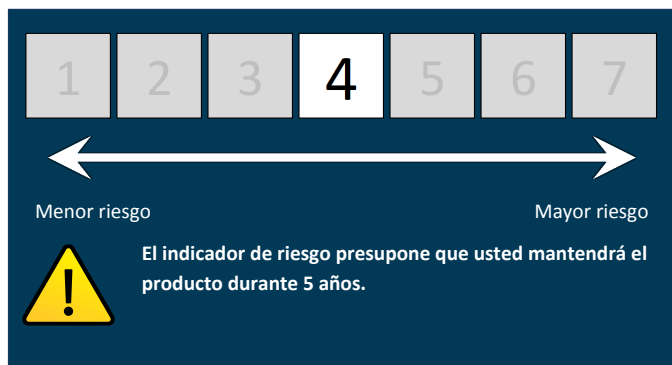 1 2 3 4 5 6 7
Menor riesgo Mayor riesgo
El indicador de riesgo presupone que usted mantendrá el
producto durante 5 años.